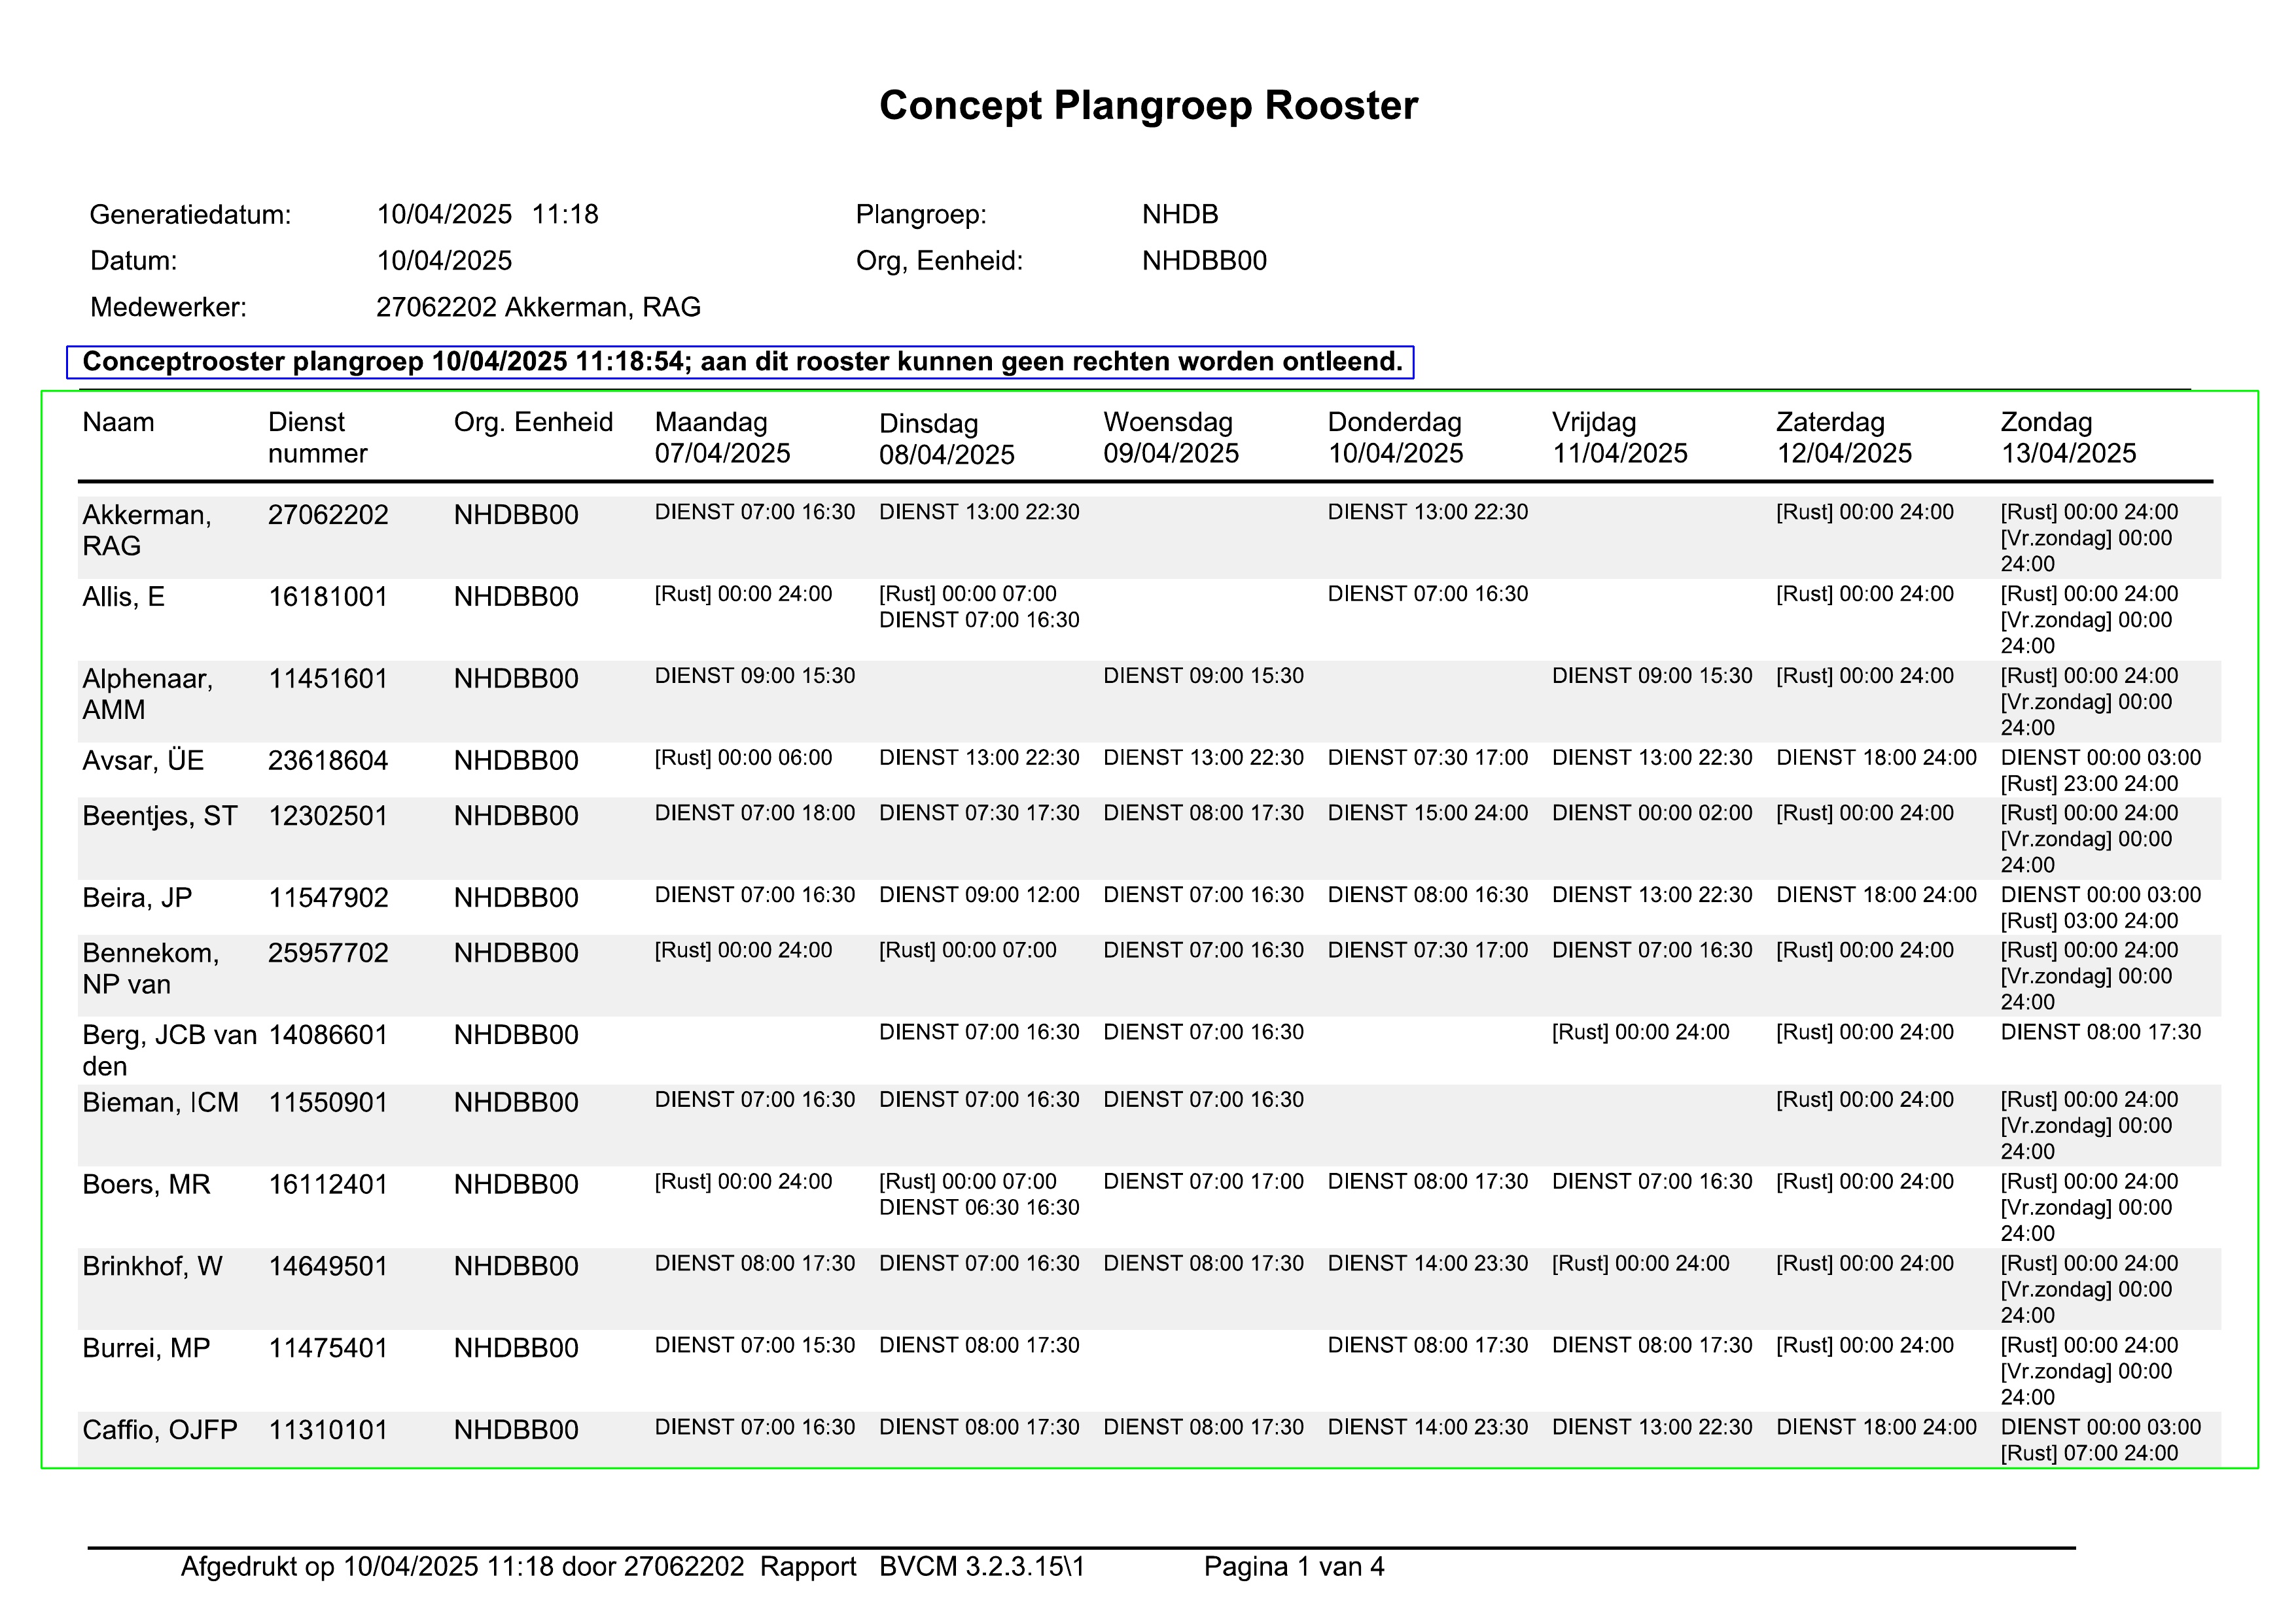 Concept Plangroep Rooster
Generatiedatum: 10/04/2025 11:18 Plangroep: NHDB
Datum: 10/04/2025 Org, Eenheid: NHDBB00
Medewerker: 27062202 Akkerman, RAG
Conceptrooster plangroep 10/04/2025 11:18:54; aan dit rooster kunnen geen rechten worden ontleend.
Naam Dienst Org. Eenheid Maandag Dinsdag Woensdag Donderdag Vrijdag Zaterdag Zondag
nummer 07/04/2025 08/04/2025 09/04/2025 10/04/2025 11/04/2025 12/04/2025 13/04/2025
Akkerman, 27062202 NHDBB00 DIENST 07:00 16:30 DIENST 13:00 22:30 DIENST 13:00 22:30 [Rust] 00:00 24:00 [Rust] 00:00 24:00
RAG [Vr.zondag] 00:00
24:00
Allis, E 16181001 NHDBB00 [Rust] 00:00 24:00 [Rust] 00:00 07:00 DIENST 07:00 16:30 [Rust] 00:00 24:00 [Rust] 00:00 24:00
DIENST 07:00 16:30 [Vr.zondag] 00:00
24:00
Alphenaar, 11451601 NHDBB00 DIENST 09:00 15:30 DIENST 09:00 15:30 DIENST 09:00 15:30 [Rust] 00:00 24:00 [Rust] 00:00 24:00
AMM [Vr.zondag] 00:00
24:00
Avsar, ÜE 23618604 NHDBB00 [Rust] 00:00 06:00 DIENST 13:00 22:30 DIENST 13:00 22:30 DIENST 07:30 17:00 DIENST 13:00 22:30 DIENST 18:00 24:00 DIENST 00:00 03:00
[Rust] 23:00 24:00
Beentjes, ST 12302501 NHDBB00 DIENST 07:00 18:00 DIENST 07:30 17:30 DIENST 08:00 17:30 DIENST 15:00 24:00 DIENST 00:00 02:00 [Rust] 00:00 24:00 [Rust] 00:00 24:00
[Vr.zondag] 00:00
24:00
Beira, JP 11547902 NHDBB00 DIENST 07:00 16:30 DIENST 09:00 12:00 DIENST 07:00 16:30 DIENST 08:00 16:30 DIENST 13:00 22:30 DIENST 18:00 24:00 DIENST 00:00 03:00
[Rust] 03:00 24:00
Bennekom, 25957702 NHDBB00 [Rust] 00:00 24:00 [Rust] 00:00 07:00 DIENST 07:00 16:30 DIENST 07:30 17:00 DIENST 07:00 16:30 [Rust] 00:00 24:00 [Rust] 00:00 24:00
NP van [Vr.zondag] 00:00
24:00
Berg, JCB van 14086601 NHDBB00 DIENST 07:00 16:30 DIENST 07:00 16:30 [Rust] 00:00 24:00 [Rust] 00:00 24:00 DIENST 08:00 17:30
den
Bieman, ICM 11550901 NHDBB00 DIENST 07:00 16:30 DIENST 07:00 16:30 DIENST 07:00 16:30 [Rust] 00:00 24:00 [Rust] 00:00 24:00
[Vr.zondag] 00:00
24:00
Boers, MR 16112401 NHDBB00 [Rust] 00:00 24:00 [Rust] 00:00 07:00 DIENST 07:00 17:00 DIENST 08:00 17:30 DIENST 07:00 16:30 [Rust] 00:00 24:00 [Rust] 00:00 24:00
DIENST 06:30 16:30 [Vr.zondag] 00:00
24:00
Brinkhof, W 14649501 NHDBB00 DIENST 08:00 17:30 DIENST 07:00 16:30 DIENST 08:00 17:30 DIENST 14:00 23:30 [Rust] 00:00 24:00 [Rust] 00:00 24:00 [Rust] 00:00 24:00
[Vr.zondag] 00:00
24:00
Burrei, MP 11475401 NHDBB00 DIENST 07:00 15:30 DIENST 08:00 17:30 DIENST 08:00 17:30 DIENST 08:00 17:30 [Rust] 00:00 24:00 [Rust] 00:00 24:00
[Vr.zondag] 00:00
24:00
Caffio, OJFP 11310101 NHDBB00 DIENST 07:00 16:30 DIENST 08:00 17:30 DIENST 08:00 17:30 DIENST 14:00 23:30 DIENST 13:00 22:30 DIENST 18:00 24:00 DIENST 00:00 03:00
[Rust] 07:00 24:00
Afgedrukt op 10/04/2025 11:18 door 27062202 Rapport BVCM 3.2.3.15\1 Pagina 1 van 4